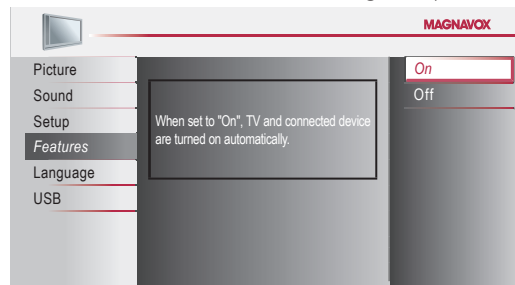 MAGNAVOX
Picture
Sound
Setup
Features
Language
USB
When set to "On", TV and connected device
are turned on automatically.
On
Off